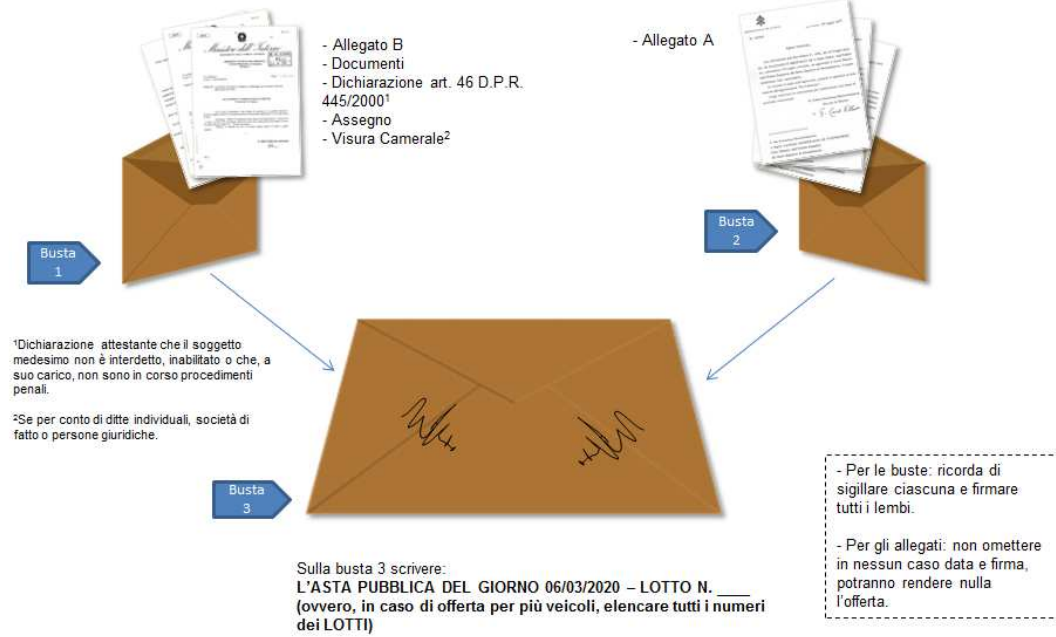 Ministero dell'Interno
- Allegato B
- Documenti
- Dichiarazione art. 46 D.P.R.
445/2000¹
- Assegno
- Visura Camerale²
- Allegato A
Busta
1
Busta
2
¹Dichiarazione attestante che il soggetto
medesimo non è interdetto, inabilitato o che, a
suo carico, non sono in corso procedimenti
penali.
²Se per conto di ditte individuali, società di
fatto o persone giuridiche.
Busta
3
- Per le buste: ricorda di
sigillare ciascuna e firmare
tutti i lembi.
- Per gli allegati: non omettere
in nessun caso data e firma,
potranno rendere nulla
l'offerta.
Sulla busta 3 scrivere:
L'ASTA PUBBLICA DEL GIORNO 06/03/2020 – LOTTO N. ____
(ovvero, in caso di offerta per più veicoli, elencare tutti i numeri
dei LOTTI)